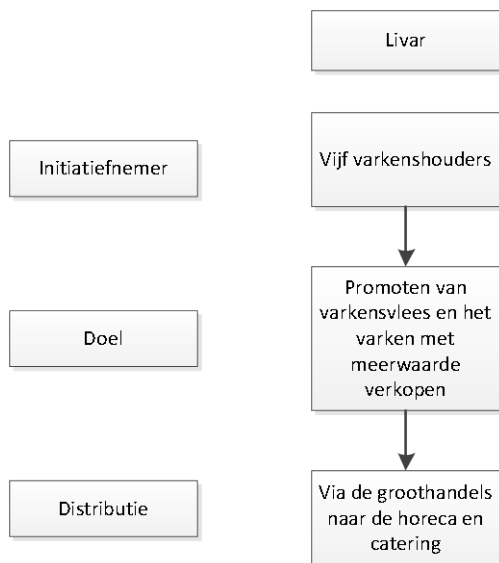 Livar
Initiatiefnemer
Vijf varkenshouders
Doel
Promoten van
varkensvlees en het
varken met
meerwaarde
verkopen
Distributie
Via de groothandels
naar de horeca en
catering